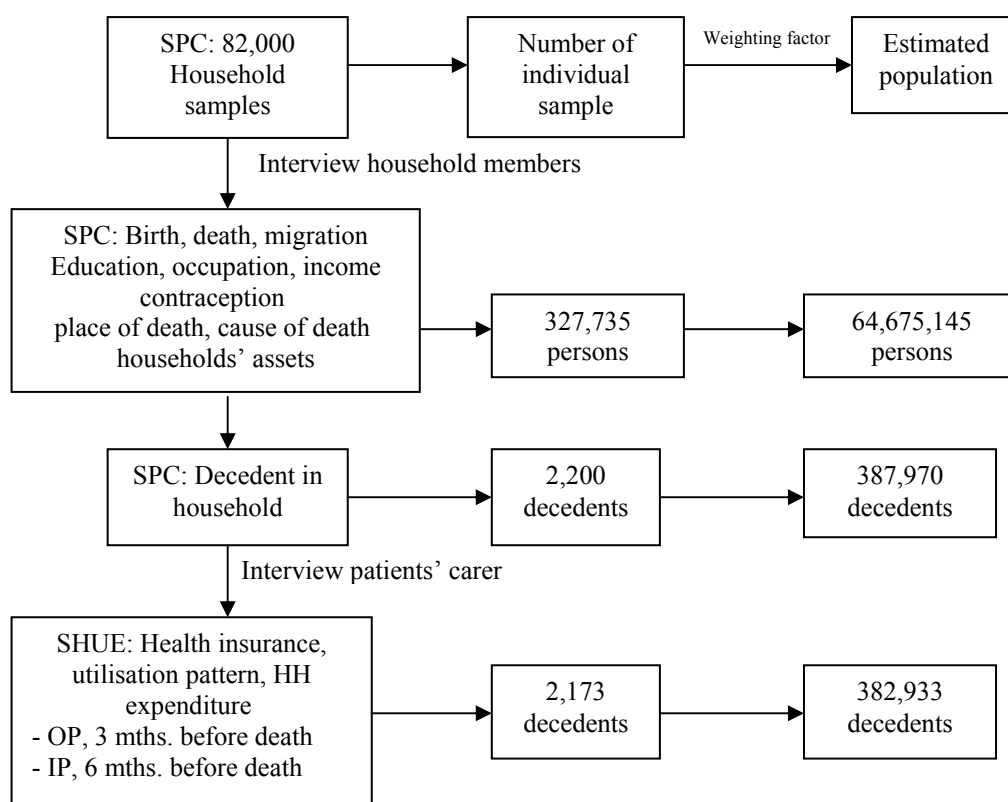 SPC: 82,000
Household
samples
Number of
individual
sample
Weighting factor
Estimated
population
Interview household members
SPC: Birth, death, migration
Education, occupation, income
contraception
place of death, cause of death
households’ assets
327,735
persons
64,675,145
persons
SPC: Decedent in
household
2,200
decedents
387,970
decedents
Interview patients’ carer
SHUE: Health insurance,
utilisation pattern, HH
expenditure
- OP, 3 mths. before death
- IP, 6 mths. before death
2,173
decedents
382,933
decedents